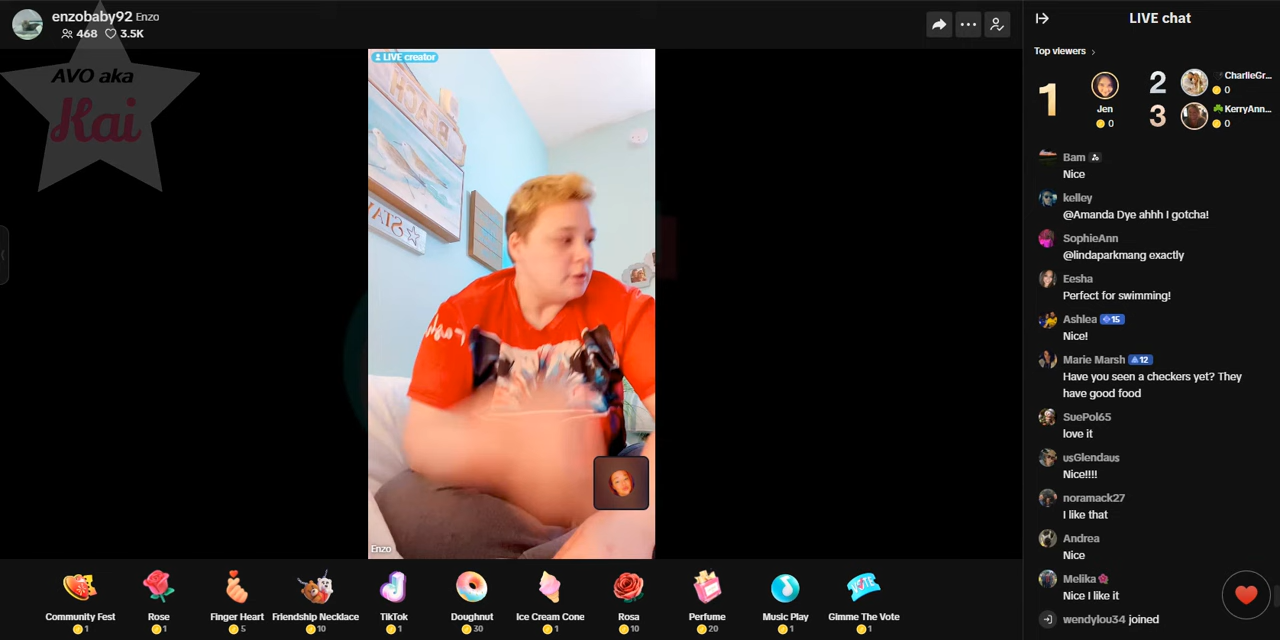 enzobaby92 Enzo
468 3.5K
AVO aka
Kai
LIVE creator
STAY
Enzo
Community Fest
1
Rose
1
Finger Heart
5
Friendship Necklace
10
TikTok
1
Doughnut
30
Ice Cream Cone
1
Rosa
10
Perfume
20
Music Play
1
VOTE
Gimme The Vote
1
LIVE chat
Top viewers
1
Jen
0
2
CharlieGr...
0
3
KerryAnn...
0
Bam
Nice
kelley
@Amanda Dye ahhh I gotcha!
SophieAnn
@lindaparkmang exactly
Eesha
Perfect for swimming!
Ashlea 15
Nice!
Marie Marsh 12
Have you seen a checkers yet? They
have good food
SuePol65
love it
usGlendaus
Nice!!!!
noramack27
I like that
Andrea
Nice
Melika
Nice I like it
wendylou34 joined